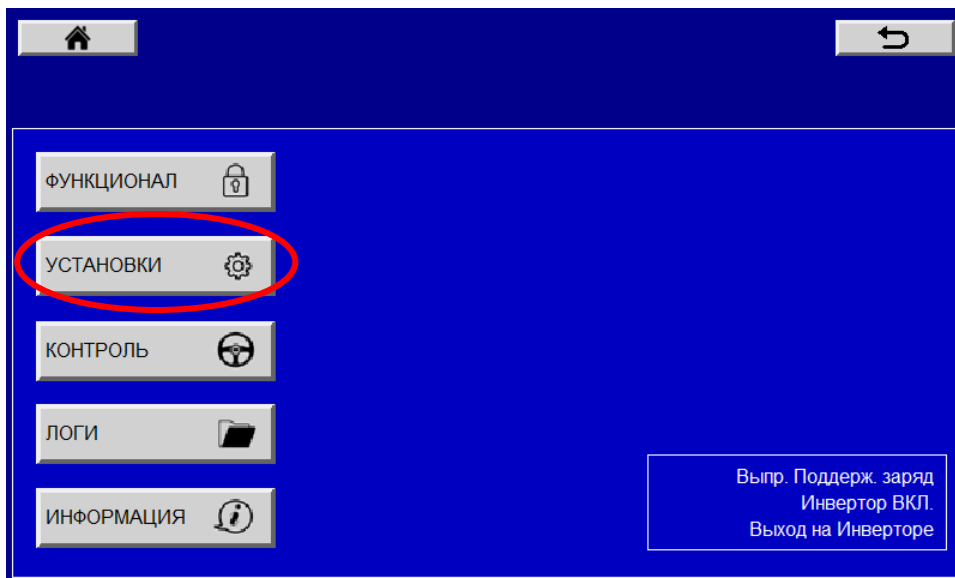 ФУНКЦИОНАЛ
УСТАНОВКИ
КОНТРОЛЬ
ЛОГИ
ИНФОРМАЦИЯ
Выпр. Поддерж. заряд
Инвертор ВКЛ.
Выход на Инверторе